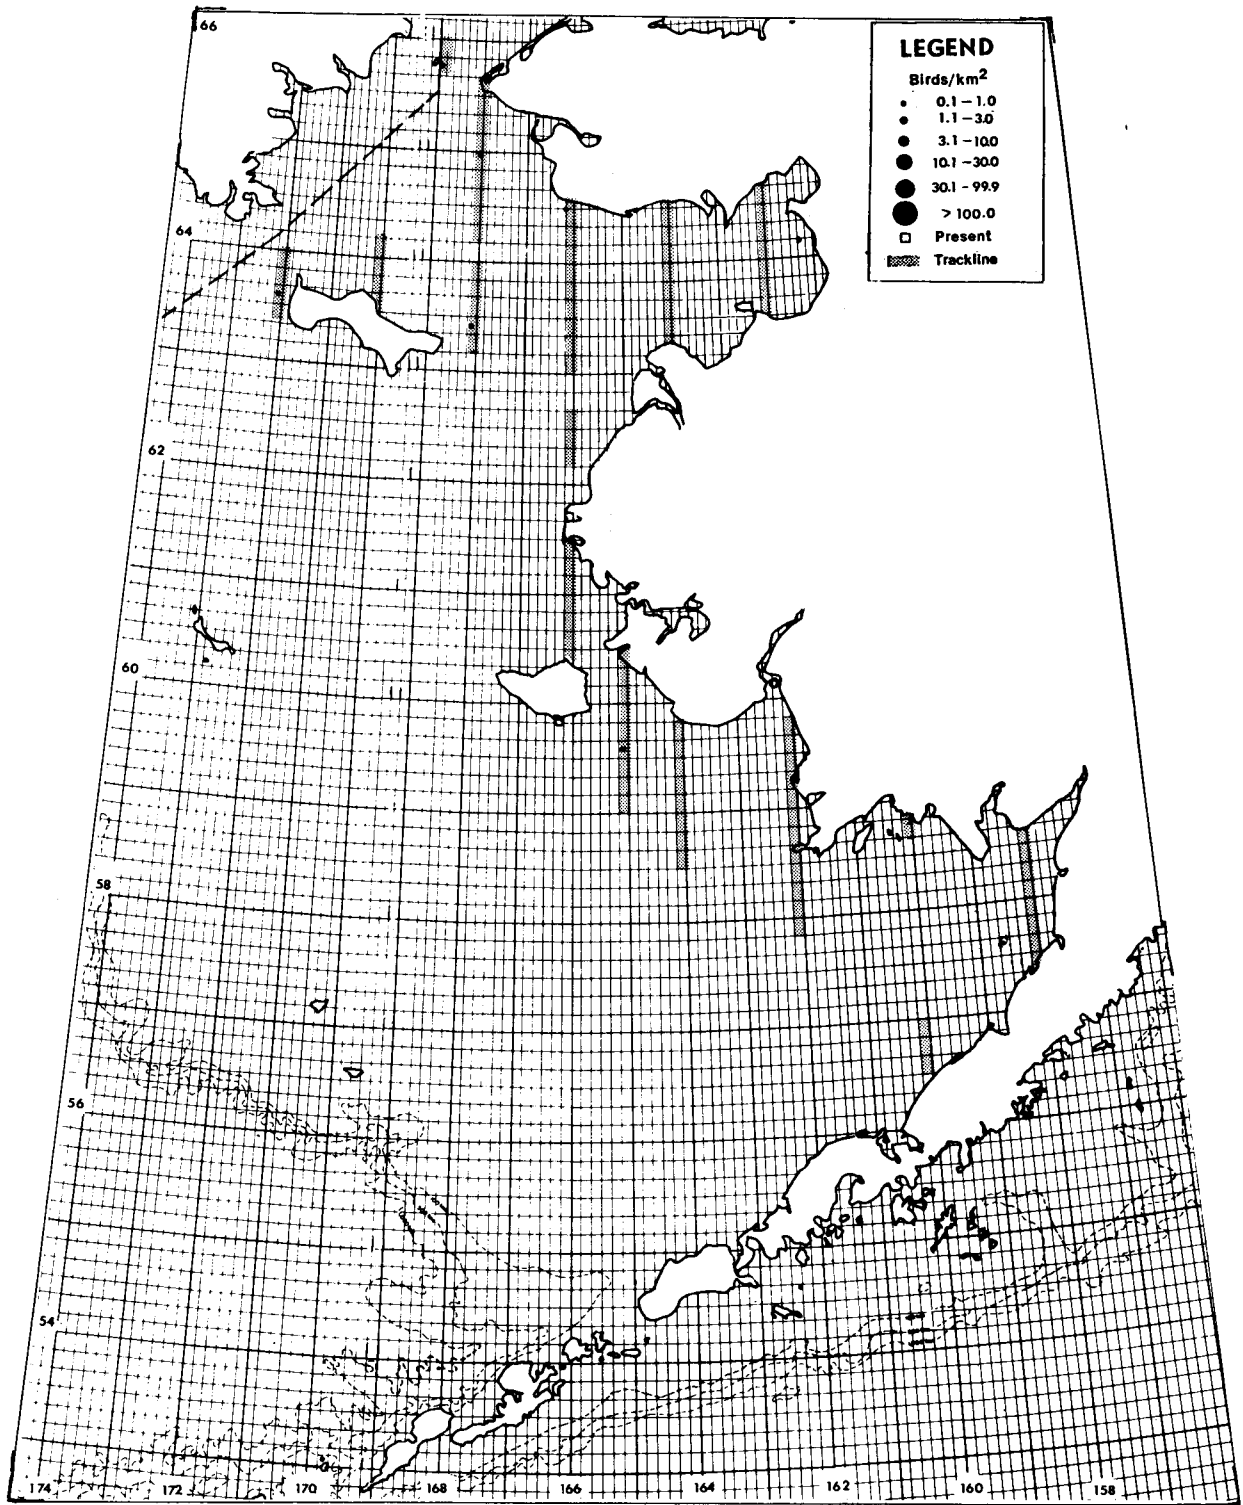 66
LEGEND
Birds/km2
0.1 – 1.0
1.1 – 3.0
3.1 – 10.0
10.1 – 30.0
30.1 – 99.9
> 100.0
Present
Trackline
64
62
60
58
56
54
174 172 170 168 166 164 162 160 158